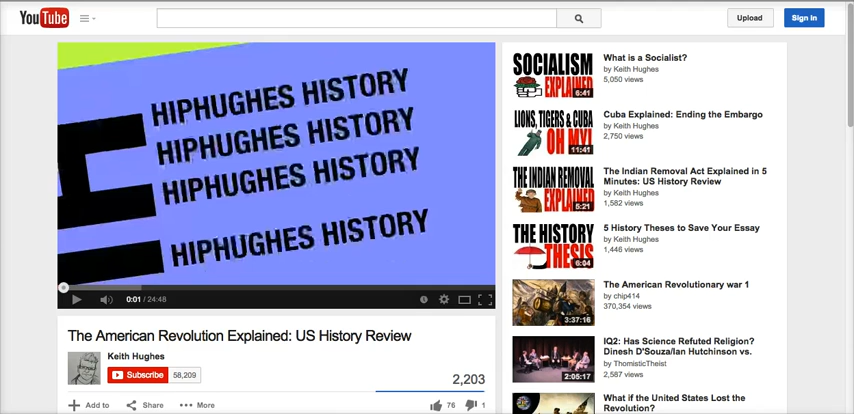 YouTube
Upload
Sign in
HIPHUGHES HISTORY
HIPHUGHES HISTORY
HIPHUGHES HISTORY
HIPHUGHES HISTORY
0:01 / 24:48
The American Revolution Explained: US History Review
Keith Hughes
Subscribe 58,209
2,203
Add to Share More 76 1
SOCIALISM
EXPLAINED
6:41
What is a Socialist?
by Keith Hughes
5,050 views
LIONS, TIGERS & CUBA
OH MY!
11:41
Cuba Explained: Ending the Embargo
by Keith Hughes
2,750 views
THE INDIAN REMOVAL
EXPLAINED
5:21
The Indian Removal Act Explained in 5
Minutes: US History Review
by Keith Hughes
1,582 views
THE HISTORY
THESIS
6:04
5 History Theses to Save Your Essay
by Keith Hughes
1,446 views
3:37:16
The American Revolutionary war 1
by chip414
370,354 views
2:05:17
IQ2: Has Science Refuted Religion?
Dinesh D'Souza/Ian Hutchinson vs.
by ThomisticTheist
2,587 views
What if the United States Lost the
Revolution?